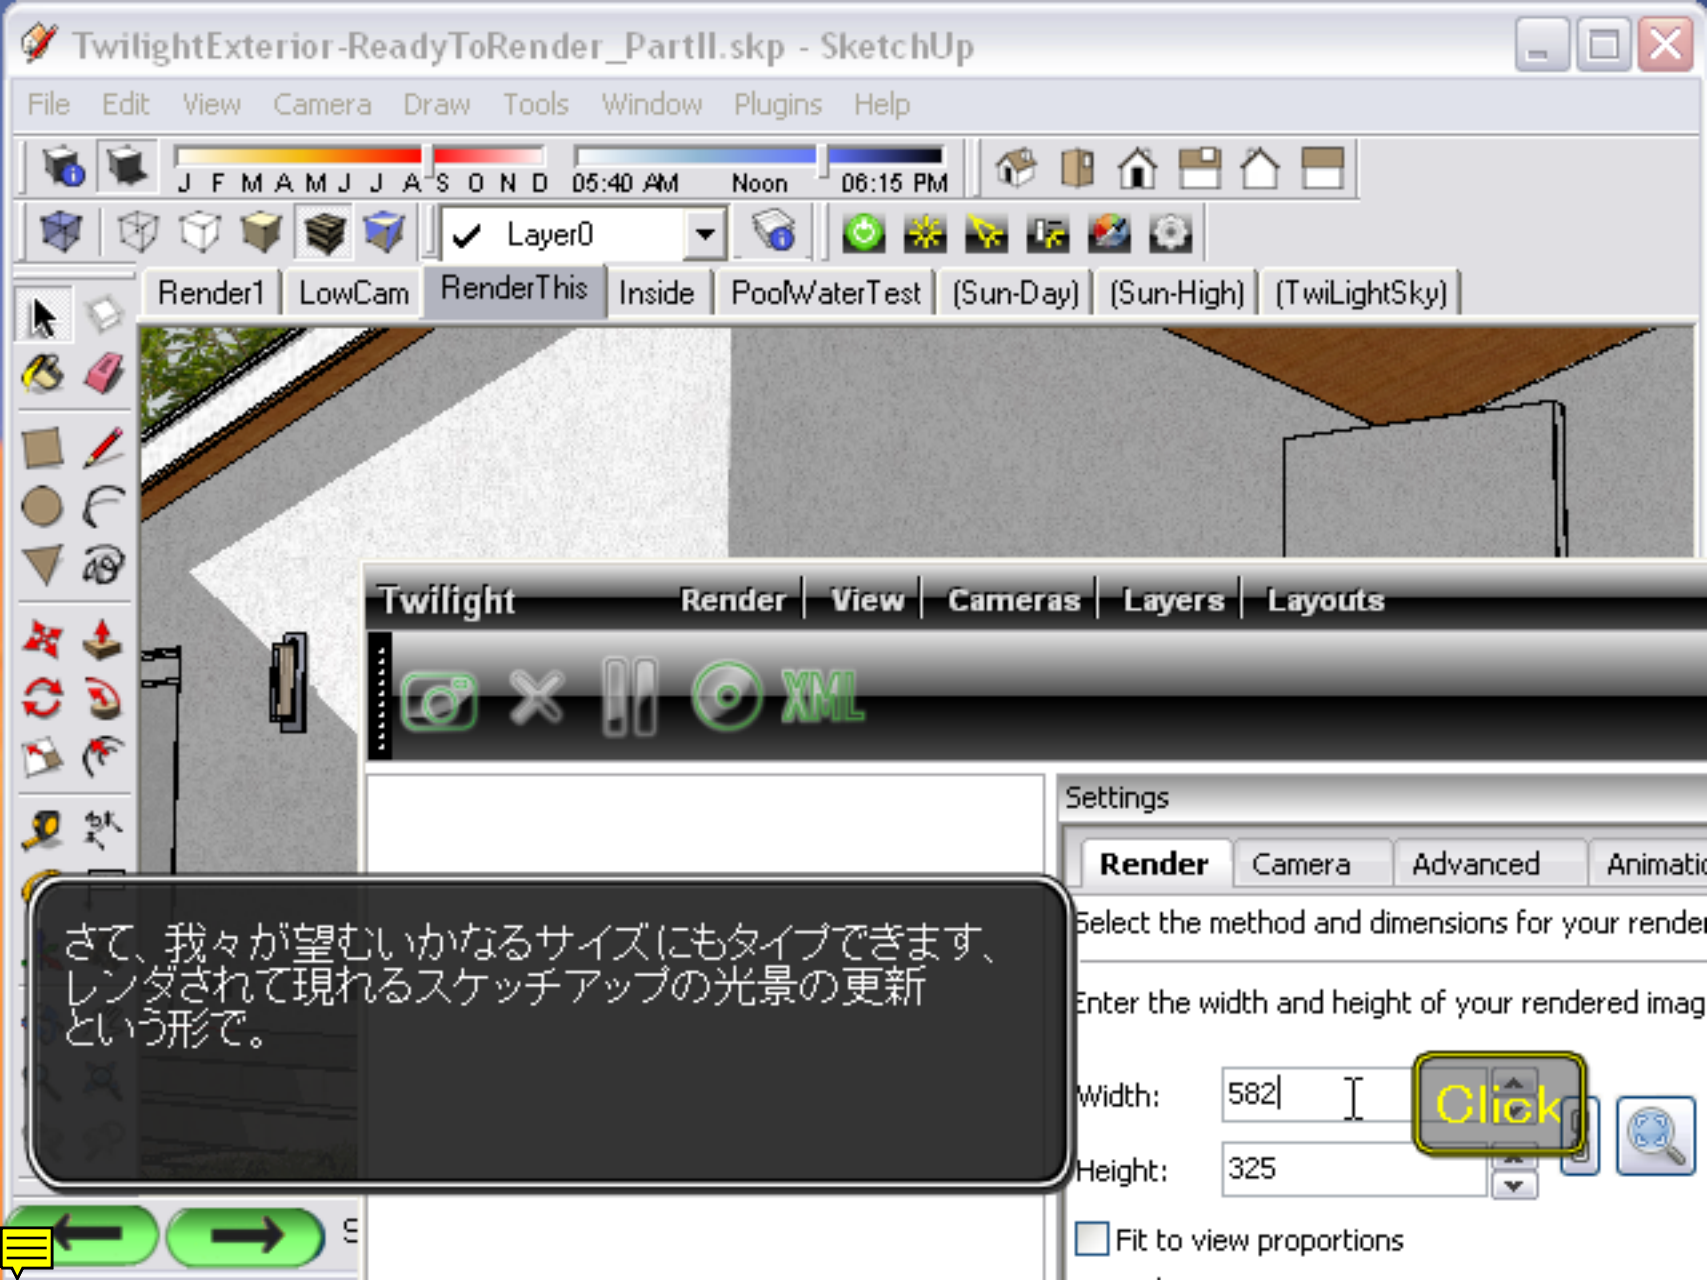 TwilightExterior-ReadyToRender_PartII.skp - SketchUp
File Edit View Camera Draw Tools Window Plugins Help
J F M A M J J A S O N D 05:40 AM Noon 06:15 PM
Layer0
Render1 LowCam RenderThis Inside PoolWaterTest (Sun-Day) (Sun-High) (TwiLightSky)
Twilight Render View Cameras Layers Layouts
XML
Settings
Render Camera Advanced
Select the method and dimensions for your
Enter the width and height of your rendered
さて、我々が望むいかなるサイズにもタイプできます、
レンダされて現れるスケッチアップの光景の更新
という形で。
Width: 582
Click
Height: 325
Fit to view proportions